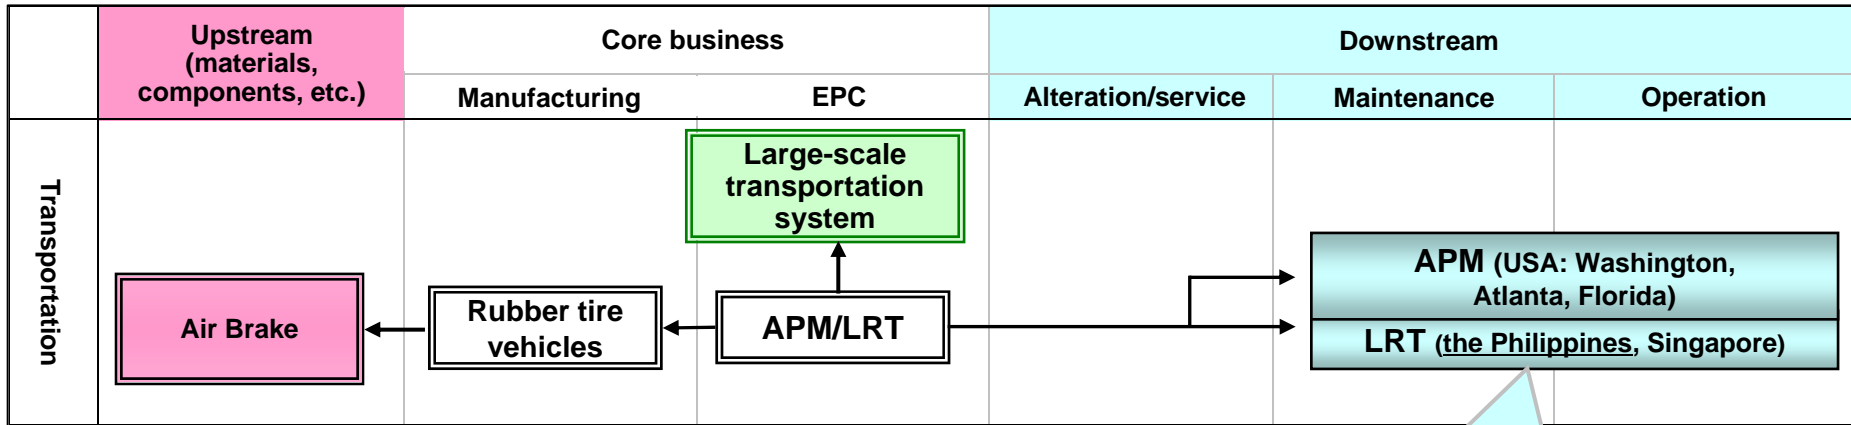 Upstream
(materials,
components, etc.)
Core business
Downstream
Manufacturing
EPC
Alteration/service
Maintenance
Operation
Transportation
Large-scale
transportation
system
Air Brake
Rubber tire
vehicles
APM/LRT
APM (USA: Washington,
Atlanta, Florida)
LRT (the Philippines, Singapore)